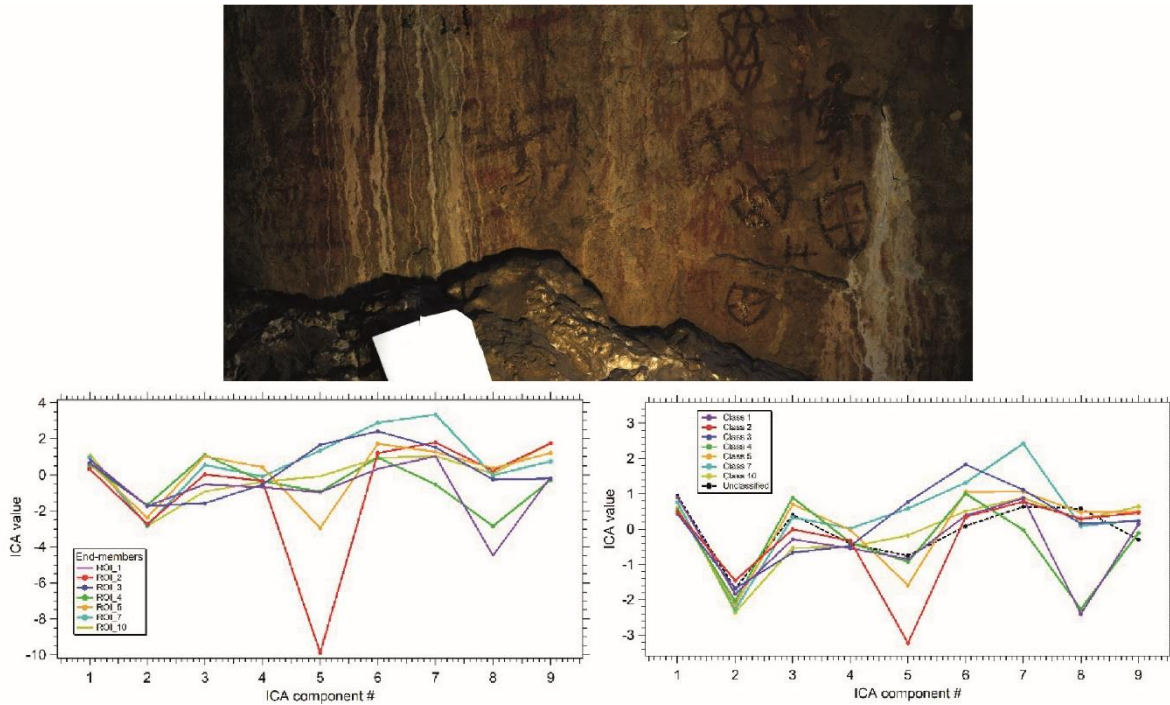 4
2
0
-2
-4
-6
-8
-10
ICA value
End-members
ROI_1
ROI_2
ROI_3
ROI_4
ROI_5
ROI_7
ROI_10
1 2 3 4 5 6 7 8 9
ICA component #
3
2
1
0
-1
-2
-3
ICA value
Class 1
Class 2
Class 3
Class 4
Class 5
Class 7
Class 10
Unclassified
1 2 3 4 5 6 7 8 9
ICA component #